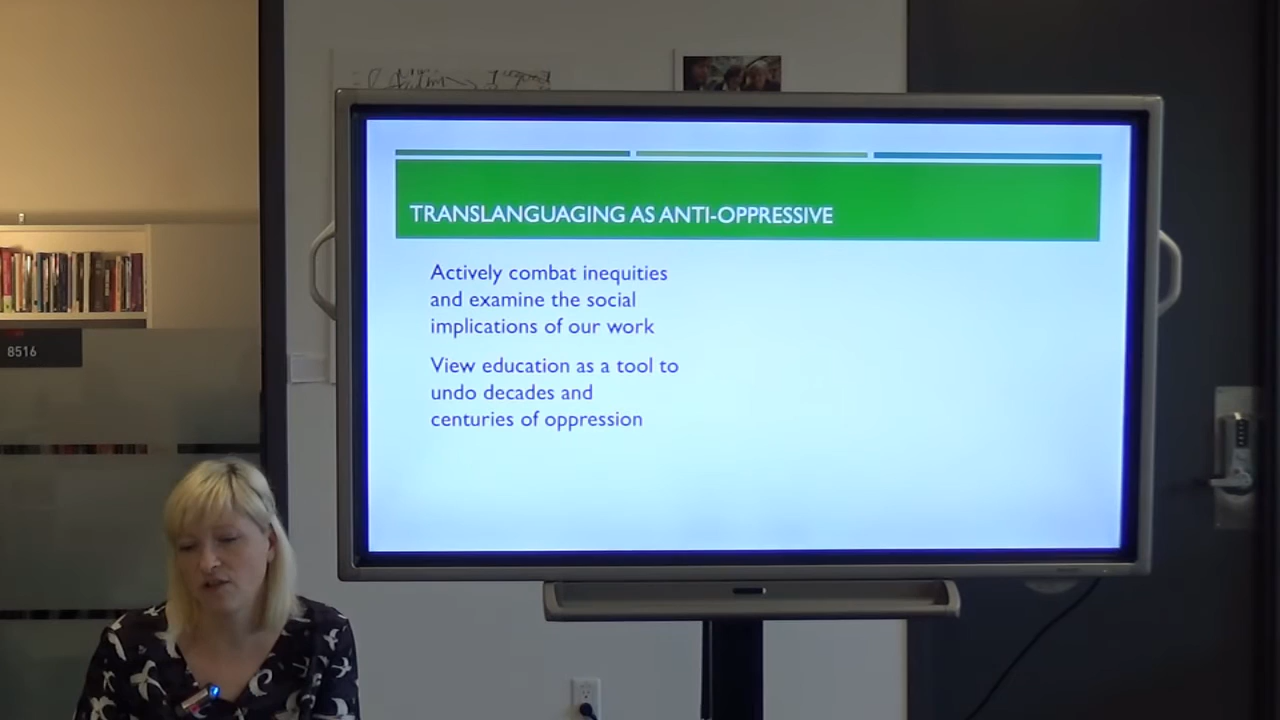 TRANSLANGUAGING AS ANTI-OPPRESSIVE
Actively combat inequities
and examine the social
implications of our work
View education as a tool to
undo decades and
centuries of oppression
8516